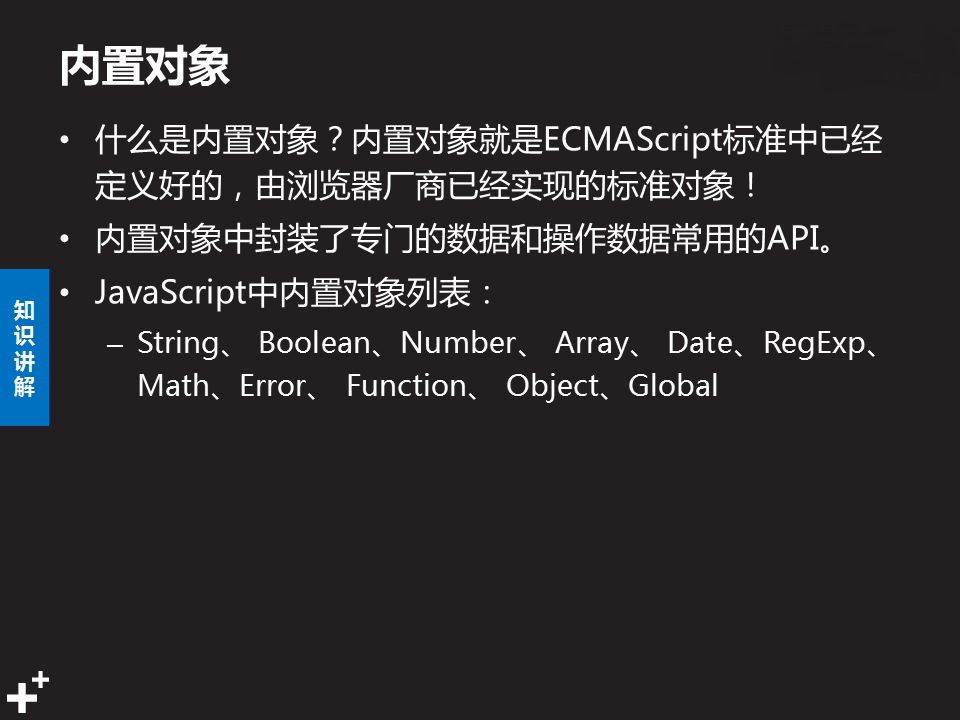 内置对象
• 什么是内置对象？内置对象就是ECMAScript标准中已经
定义好的，由浏览器厂商已经实现的标准对象！
• 内置对象中封装了专门的数据和操作数据常用的API。
• JavaScript中内置对象列表：
– String、 Boolean、Number、 Array、 Date、RegExp、
Math、Error、 Function、 Object、Global
知
识
讲
解